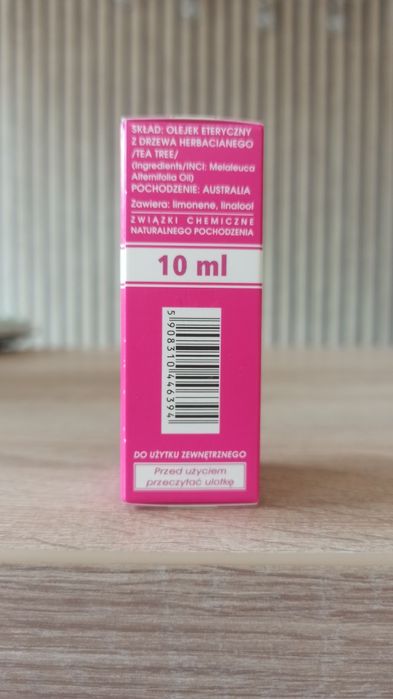 SKŁAD: OLEJEK ETERYCZNY
Z DRZEWA HERBACIANEGO
/TEA TREE/
(Ingredients/INCI: Melaleuca
Alternifolia Oil)
POCHODZENIE: AUSTRALIA
Zawiera: limonene, linalool
ZWIĄZKI CHEMICZNE
NATURALNEGO POCHODZENIA
10 ml
5908310446394
DO UŻYTKU ZEWNĘTRZNEGO
Przed użyciem
przeczytać ulotkę